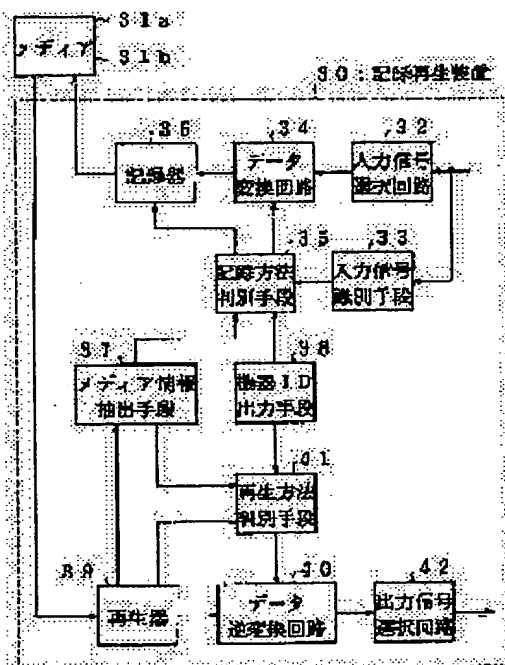 31a
メディア
31b
30：記録再生装置
36
34
32
記録器
データ
変換回路
入力信号
選択回路
35
33
記録方法
判別手段
入力信号
識別手段
37
38
メディア情報
抽出手段
機器ID
出力手段
41
再生方法
判別手段
39
40
42
再生器
データ
逆変換回路
出力信号
選択回路